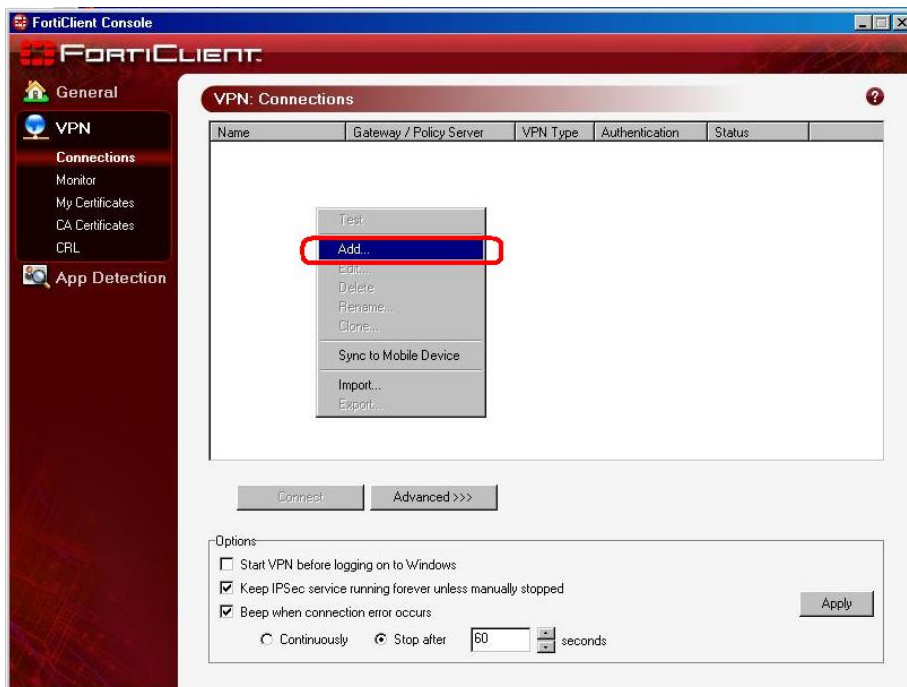 FortiClient Console
FORTICLIENT
General
VPN
Connections
Monitor
My Certificates
CA Certificates
CRL
App Detection
VPN: Connections
?
Name Gateway / Policy Server VPN Type Authentication Status
Test
Add...
Edit...
Delete
Rename...
Clone...
Sync to Mobile Device
Import...
Export...
Connect Advanced >>>
Options
Start VPN before logging on to Windows
Keep IPSec service running forever unless manually stopped
Beep when connection error occurs
Continuously Stop after 60 seconds
Apply